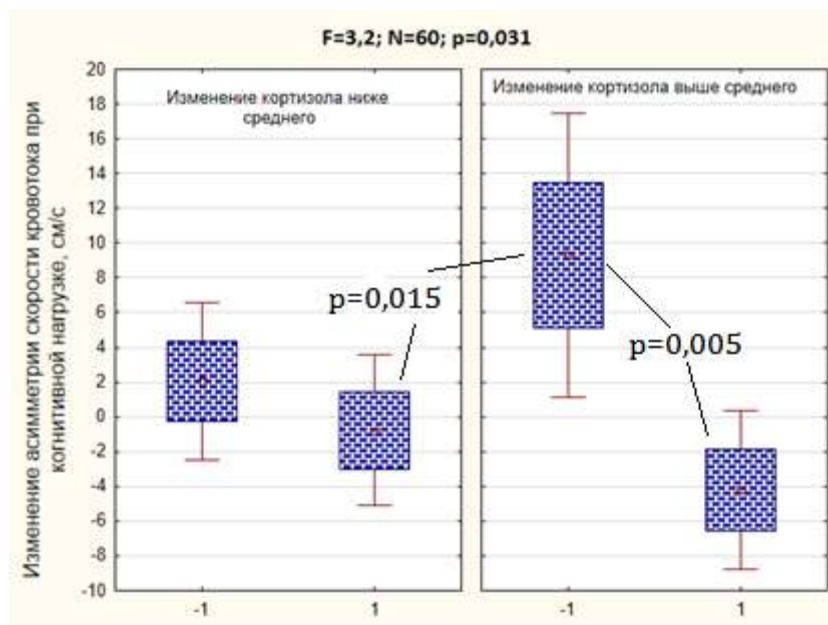 F=3,2; N=60; p=0,031
Изменение асимметрии скорости кровотока при
когнитивной нагрузке, см/с
20
18
16
14
12
10
8
6
4
2
0
-2
-4
-6
-8
-10
Изменение кортизола ниже
среднего
Изменение кортизола выше среднего
p=0,015
p=0,005
-1
1
-1
1